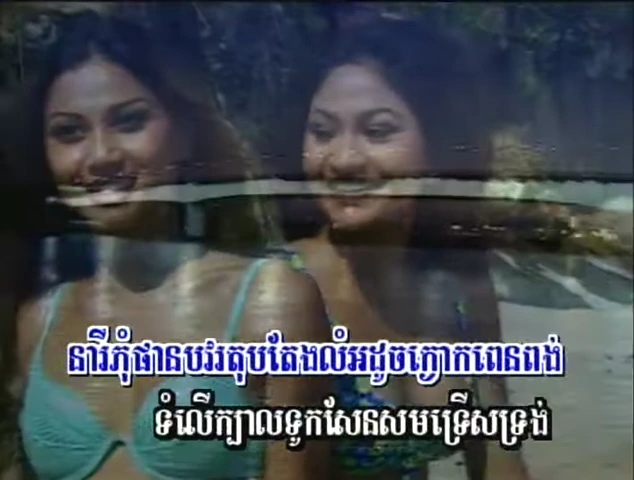 នារីភុំផានបវរតុបតែងលំអដូចក្ងោកពេនពង់
ទំលើក្បាលទូកសែនសមទ្រើសទ្រង់